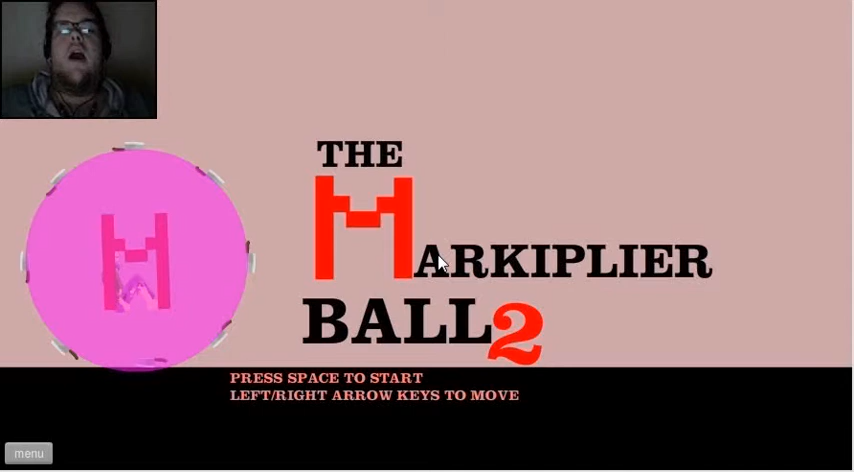 THE
MARKIPLIER
BALL2
PRESS SPACE TO START
LEFT/RIGHT ARROW KEYS TO MOVE
M
menu